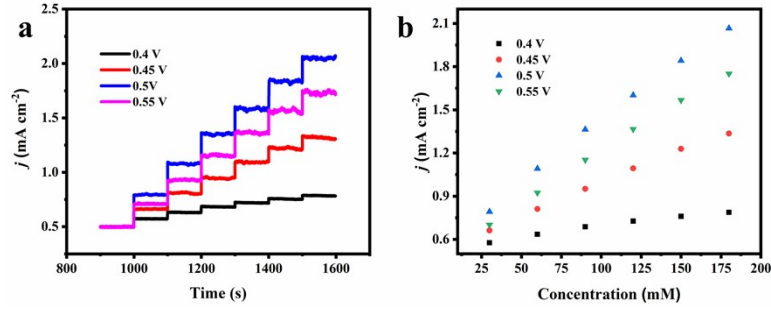 a
2.5
2.0
1.5
1.0
0.5
j (mA cm⁻²)
0.4 V
0.45 V
0.5V
0.55 V
800
1000
1200
1400
1600
Time (s)
b
2.1
1.8
1.5
1.2
0.9
0.6
j (mA cm⁻²)
0.4 V
0.45 V
0.5 V
0.55 V
25
50
75
100
125
150
175
200
Concentration (mM)